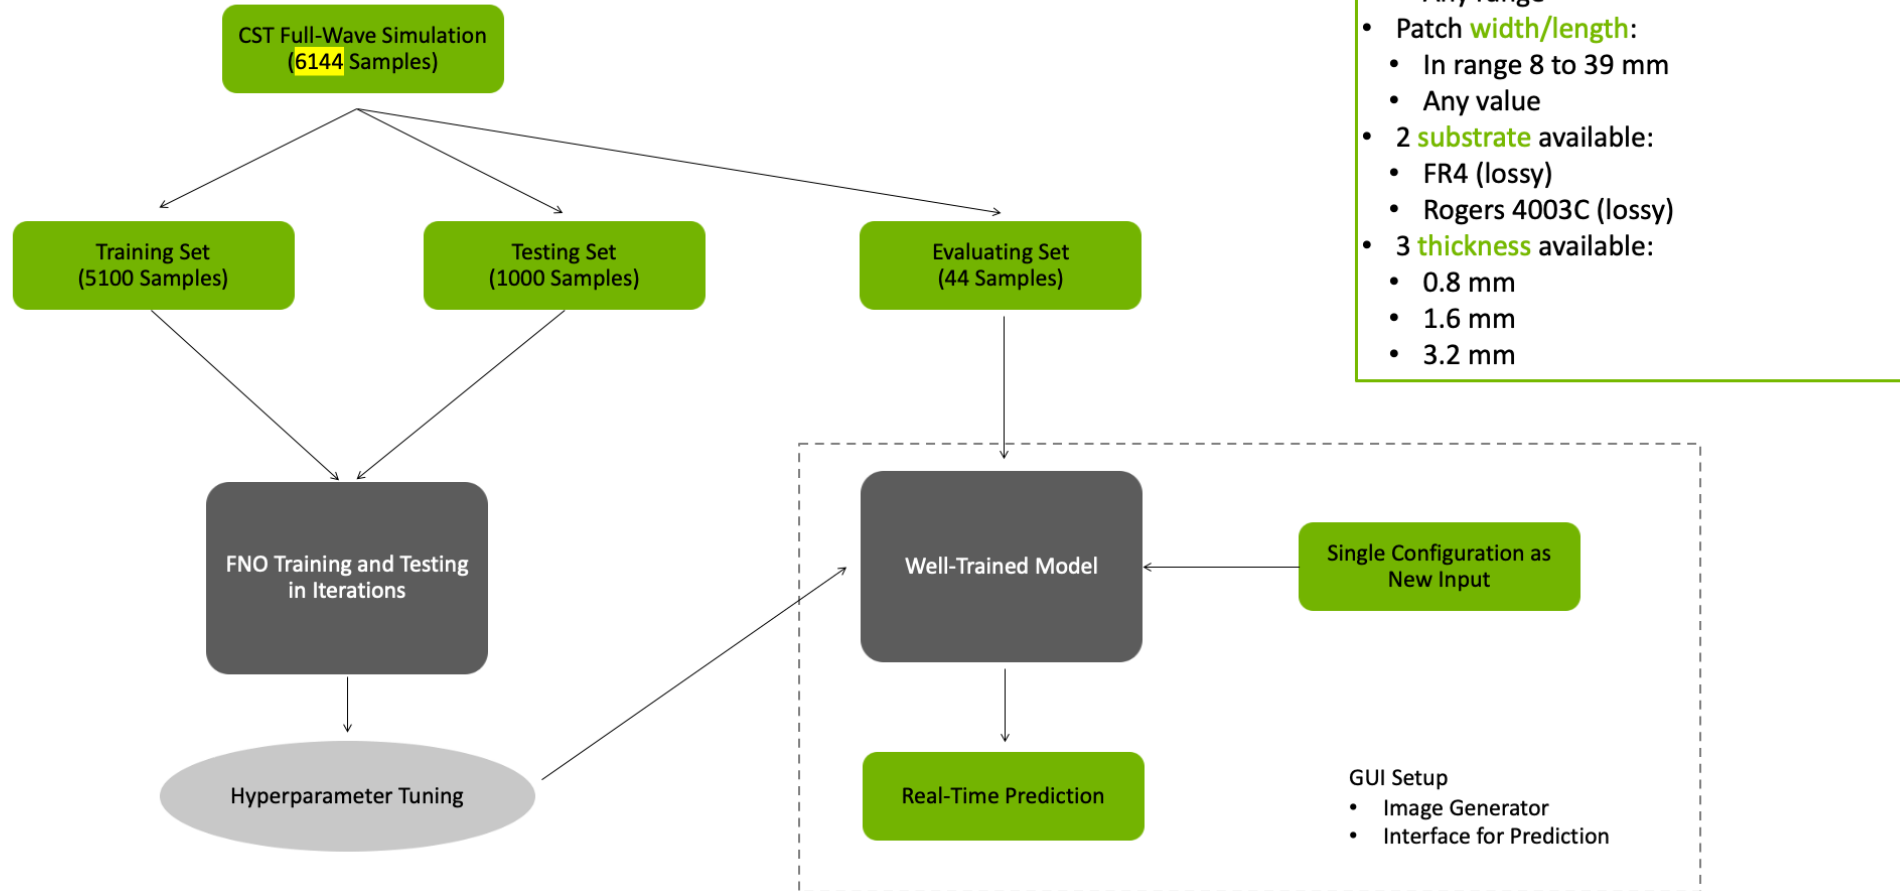 CST Full-Wave Simulation
(6144 Samples)
Training Set
(5100 Samples)
Testing Set
(1000 Samples)
Evaluating Set
(44 Samples)
Any range
• Patch width/length:
• In range 8 to 39 mm
• Any value
• 2 substrate available:
• FR4 (lossy)
• Rogers 4003C (lossy)
• 3 thickness available:
• 0.8 mm
• 1.6 mm
• 3.2 mm
FNO Training and Testing
in Iterations
Well-Trained Model
Single Configuration as
New Input
Hyperparameter Tuning
Real-Time Prediction
GUI Setup
• Image Generator
• Interface for Prediction